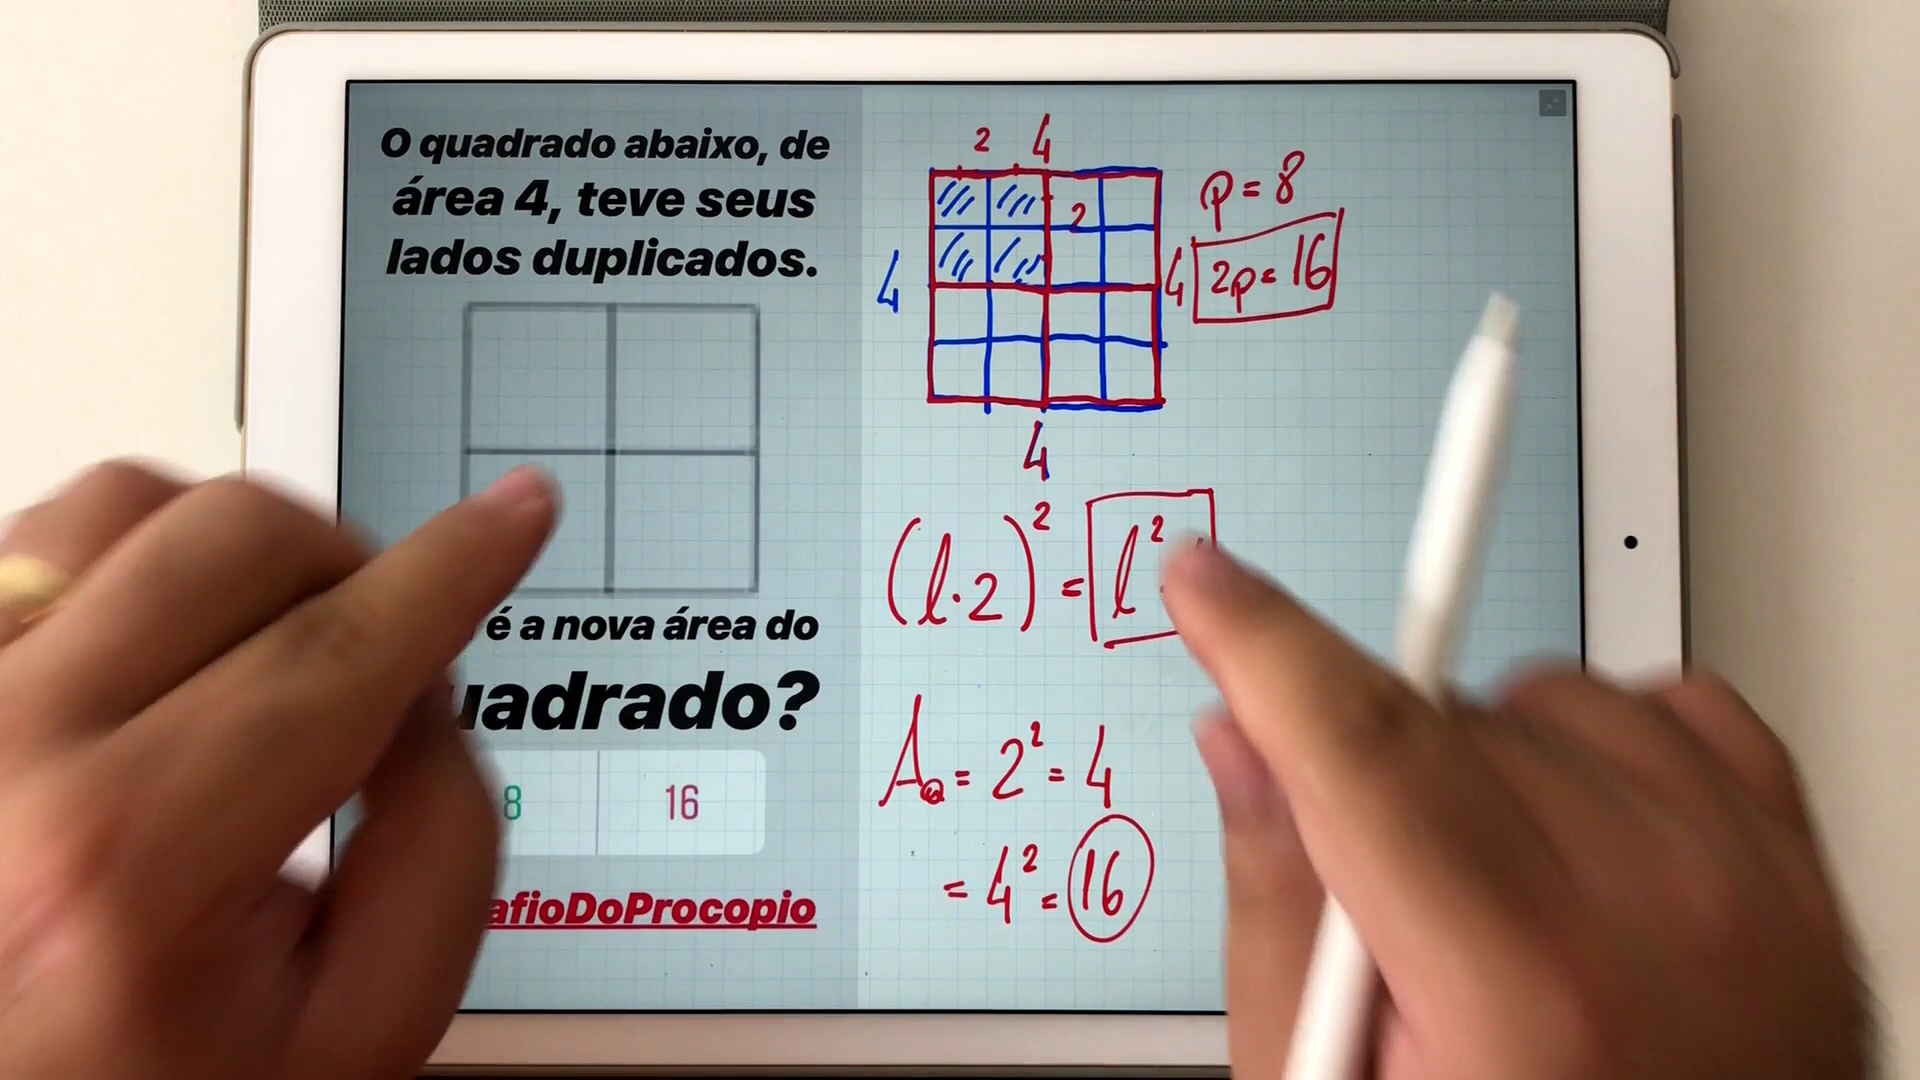 O quadrado abaixo, de
área 4, teve seus
lados duplicados.
é a nova área do
uadrado?
8 16
afioDoProcopio
2 4
2
4 4
4
p = 8
2p = 16
(l·2)² = l²
A_Q = 2² = 4
= 4² = 16